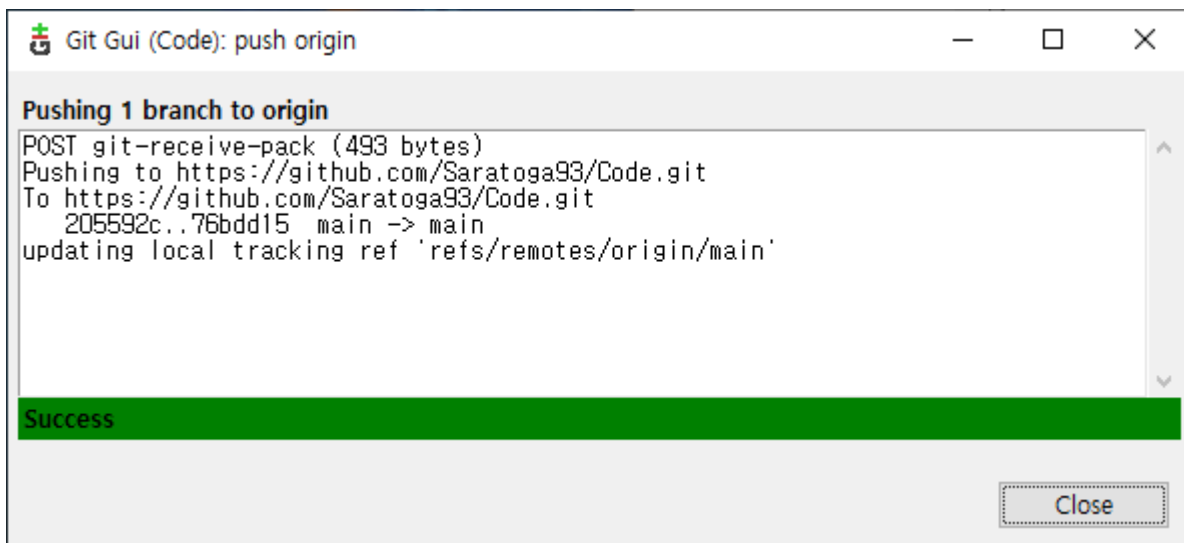 Git Gui (Code): push origin
Pushing 1 branch to origin
POST git-receive-pack (493 bytes)
Pushing to https://github.com/Saratoga93/Code.git
To https://github.com/Saratoga93/Code.git
   205592c..76bdd15  main -> main
updating local tracking ref 'refs/remotes/origin/main'
Success
Close